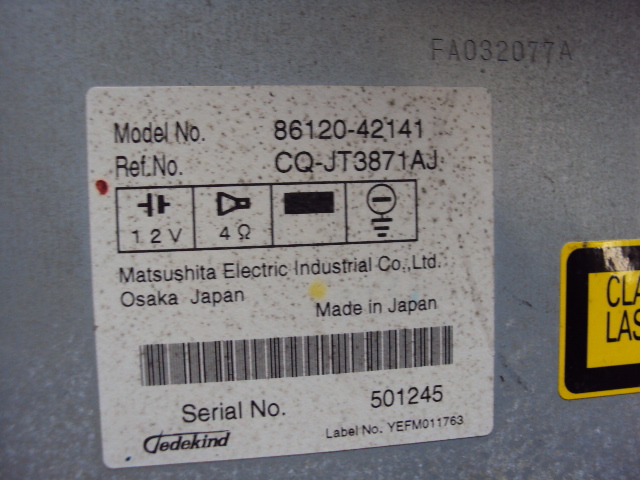 FA032077A
Model No. 86120-42141
Ref.No. CQ-JT3871AJ
12V 4Ω
Matsushita Electric Industrial Co.,Ltd.
Osaka Japan
Made in Japan
CLA
LAS
Serial No. 501245
Jedekind
Label No. YEFM011763